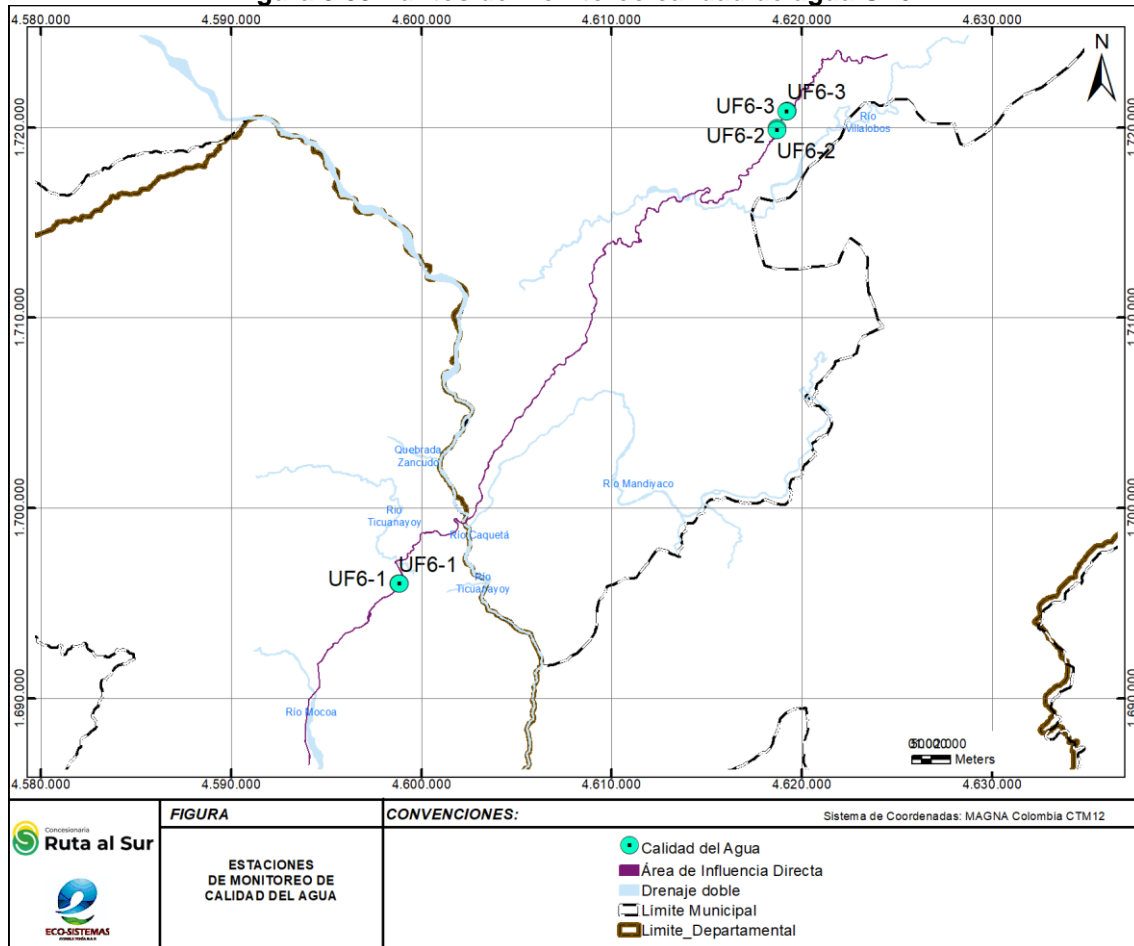 4.580.000 4.590.000 4.600.000 4.610.000 4.620.000 4.630.000
N
UF6-3 UF6-3
Río
Villalobos
UF6-2
UF6-2
1.720.000 1.720.000
1.710.000 1.710.000
Quebrada
Zancudo
Río Mandiyaco
1.700.000 1.700.000
Río
Ticuanayoy
Río Caquetá
UF6-1 UF6-1
Río
Ticuanayoy
1.690.000 1.690.000
Río Mocoa
Meters
4.580.000 4.590.000 4.600.000 4.610.000 4.620.000 4.630.000
Concesionaria
Ruta al Sur
ECO-SISTEMAS
FIGURA
ESTACIONES
DE MONITOREO DE
CALIDAD DEL AGUA
CONVENCIONES:
Sistema de Coordenadas: MAGNA Colombia CTM12
Calidad del Agua
Área de Influencia Directa
Drenaje doble
Limite Municipal
Limite_Departamental